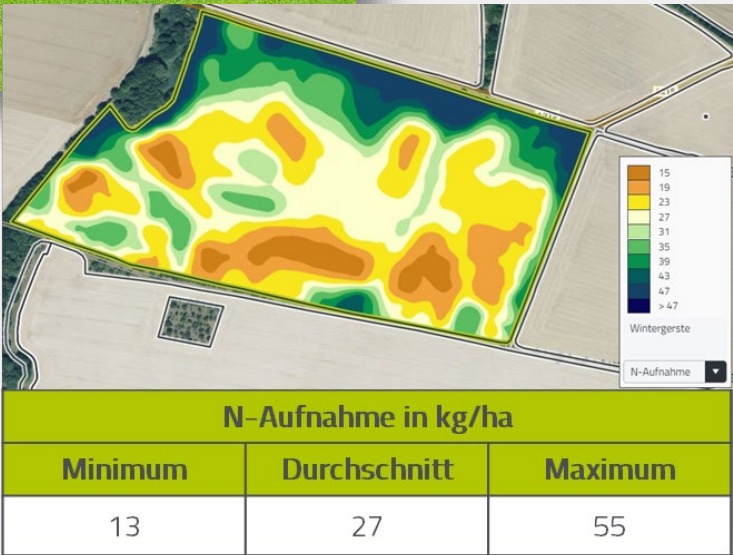 15
19
23
27
31
35
39
43
47
> 47
Wintergerste
N-Aufnahme
N-Aufnahme in kg/ha
Minimum Durchschnitt Maximum
13 27 55